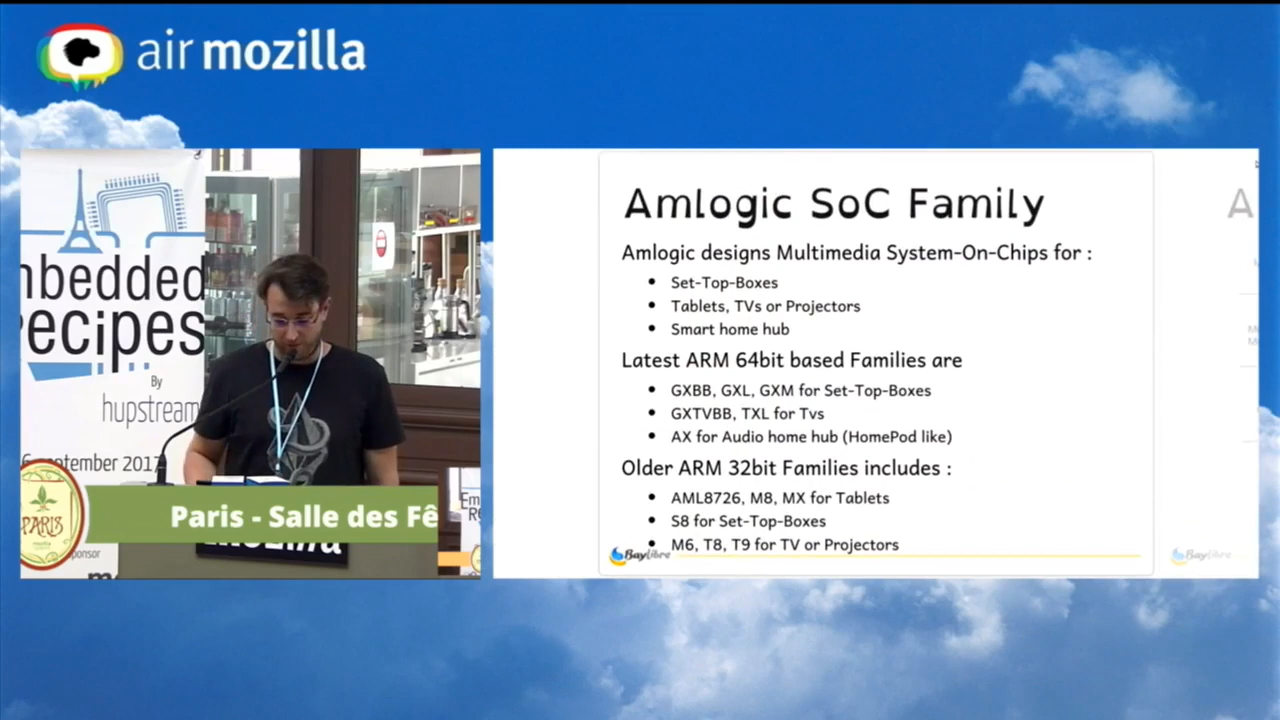 air mozilla
mbedded
ecipes
By
hupstream
September 2017
PARIS
mozilla
Paris - Salle des Fê
ponsor
Amlogic SoC Family
Amlogic designs Multimedia System-On-Chips for :
Set-Top-Boxes
Tablets, TVs or Projectors
Smart home hub
Latest ARM 64bit based Families are
GXBB, GXL, GXM for Set-Top-Boxes
GXTVBB, TXL for Tvs
AX for Audio home hub (HomePod like)
Older ARM 32bit Families includes :
AML8726, M8, MX for Tablets
S8 for Set-Top-Boxes
M6, T8, T9 for TV or Projectors
BayLibre
A
BayLibre